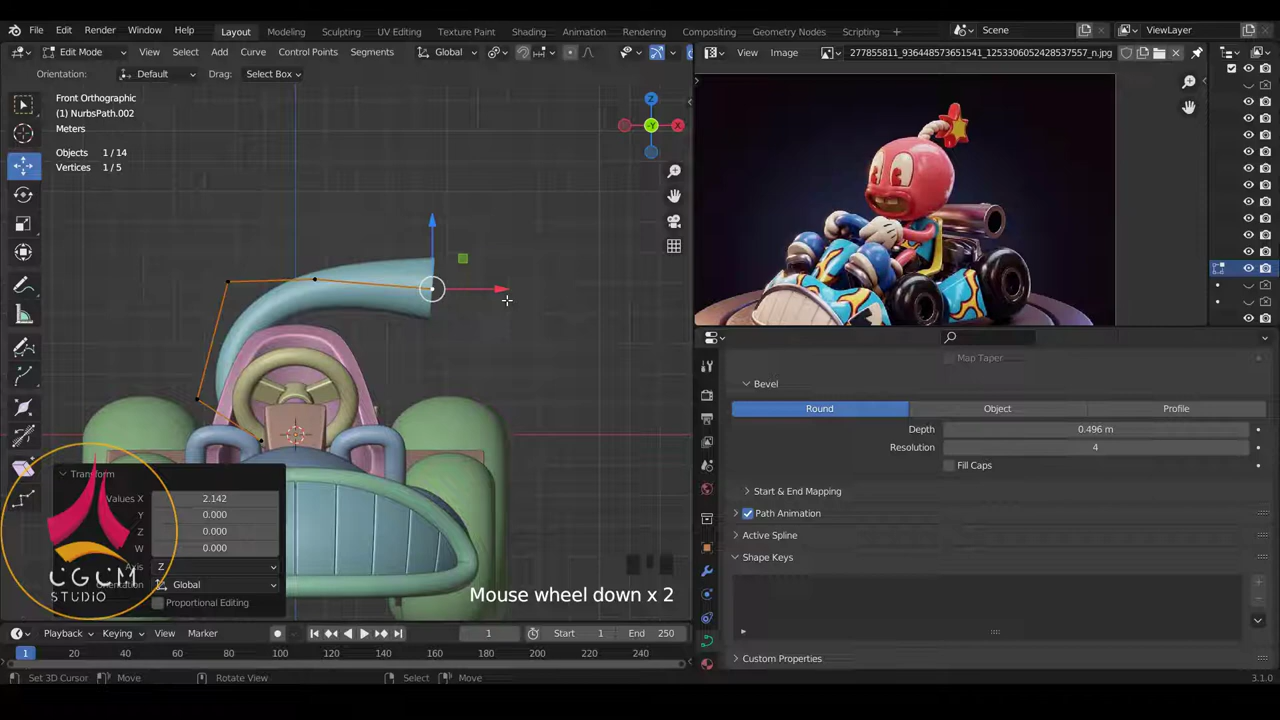 File Edit Render Window Help Layout Modeling Sculpting UV Editing Texture Paint Shading Animation Rendering Compositing Geometry Nodes Scripting + Scene ViewLayer
Edit Mode View Select Add Curve Control Points Segments Global View Image 277855811_936448573651541_1253306052428537557_n.jpg
Orientation: Default Drag: Select Box
Front Orthographic
(1) NurbsPath.002
Meters
Objects 1 / 14
Vertices 1 / 5
Z
X
-Y
Map Taper
Bevel
Round Object Profile
Depth 0.496 m
Resolution 4
Fill Caps
Start & End Mapping
Path Animation
Active Spline
Shape Keys
Custom Properties
Transform
Values X 2.142
Y 0.000
Z 0.000
W 0.000
Axis Z
Global
Proportional Editing
CGCUM
STUDIO
Mouse wheel down x 2
Playback Keying View Marker 1 Start 1 End 250
1 20 40 60 80 100 120 140 160 180 200 220 240
Set 3D Cursor Move Rotate View Select Move 3.1.0